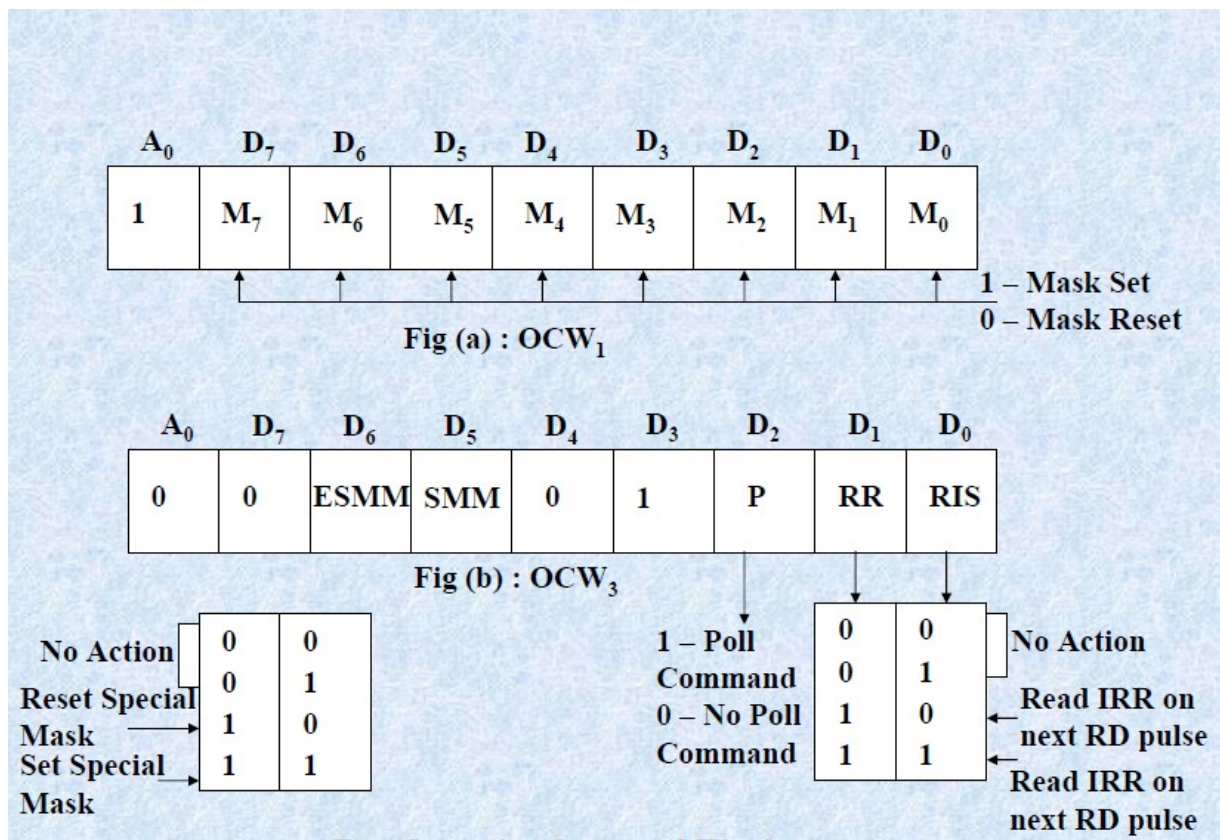 A₀ D₇ D₆ D₅ D₄ D₃ D₂ D₁ D₀
1 M₇ M₆ M₅ M₄ M₃ M₂ M₁ M₀
1 – Mask Set
0 – Mask Reset
Fig (a) : OCW₁
A₀ D₇ D₆ D₅ D₄ D₃ D₂ D₁ D₀
0 0 ESMM SMM 0 1 P RR RIS
Fig (b) : OCW₃
No Action
Reset Special
Mask
Set Special
Mask
0 0
0 1
1 0
1 1
1 – Poll
Command
0 – No Poll
Command
0 0
0 1
1 0
1 1
No Action
Read IRR on
next RD pulse
Read IRR on
next RD pulse